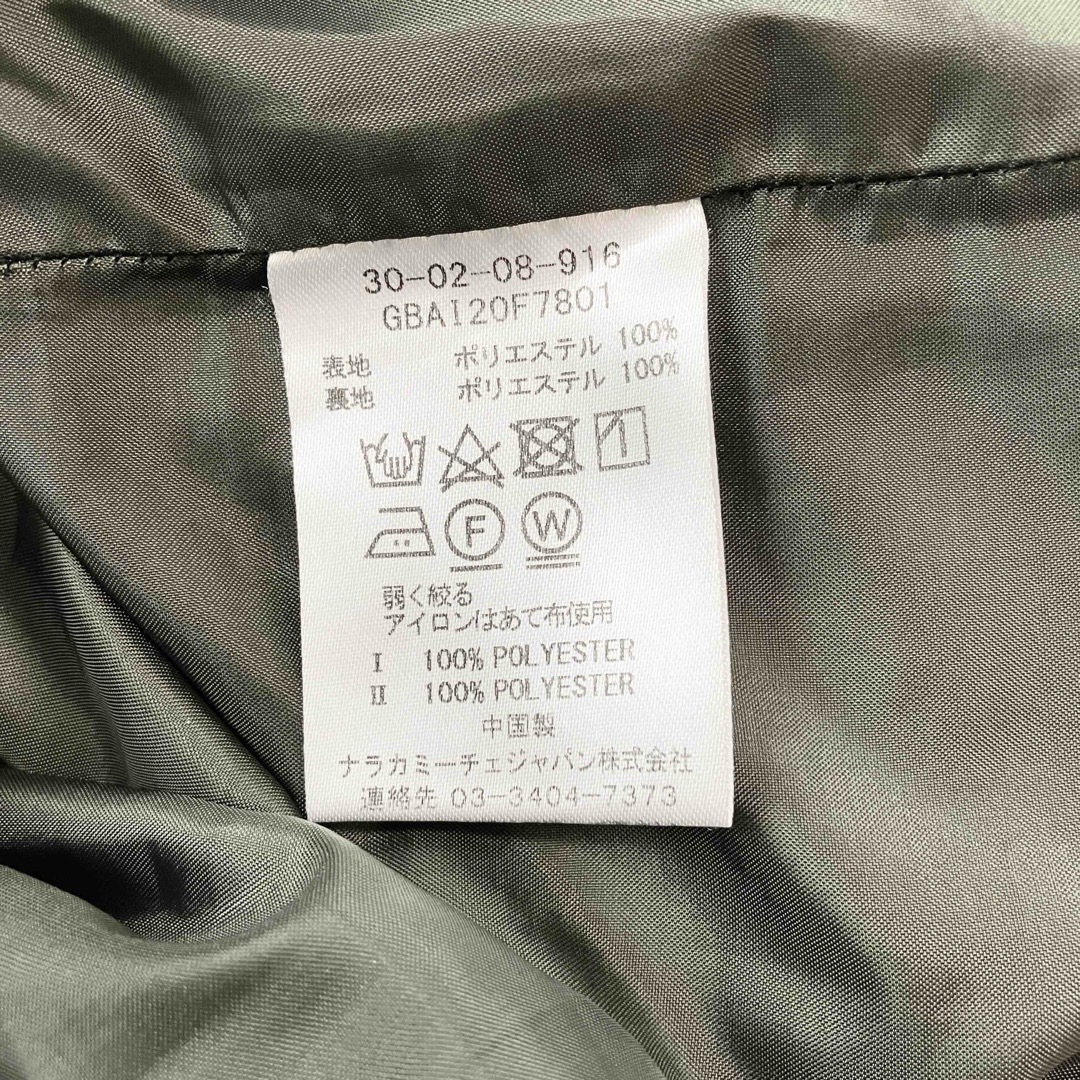 30-02-08-916
GBAI20F7801
表地 ポリエステル 100%
裏地 ポリエステル 100%
F W
弱く絞る
アイロンはあて布使用
I 100% POLYESTER
II 100% POLYESTER
中国製
ナラカミーチェジャパン株式会社
連絡先 03-3404-7373